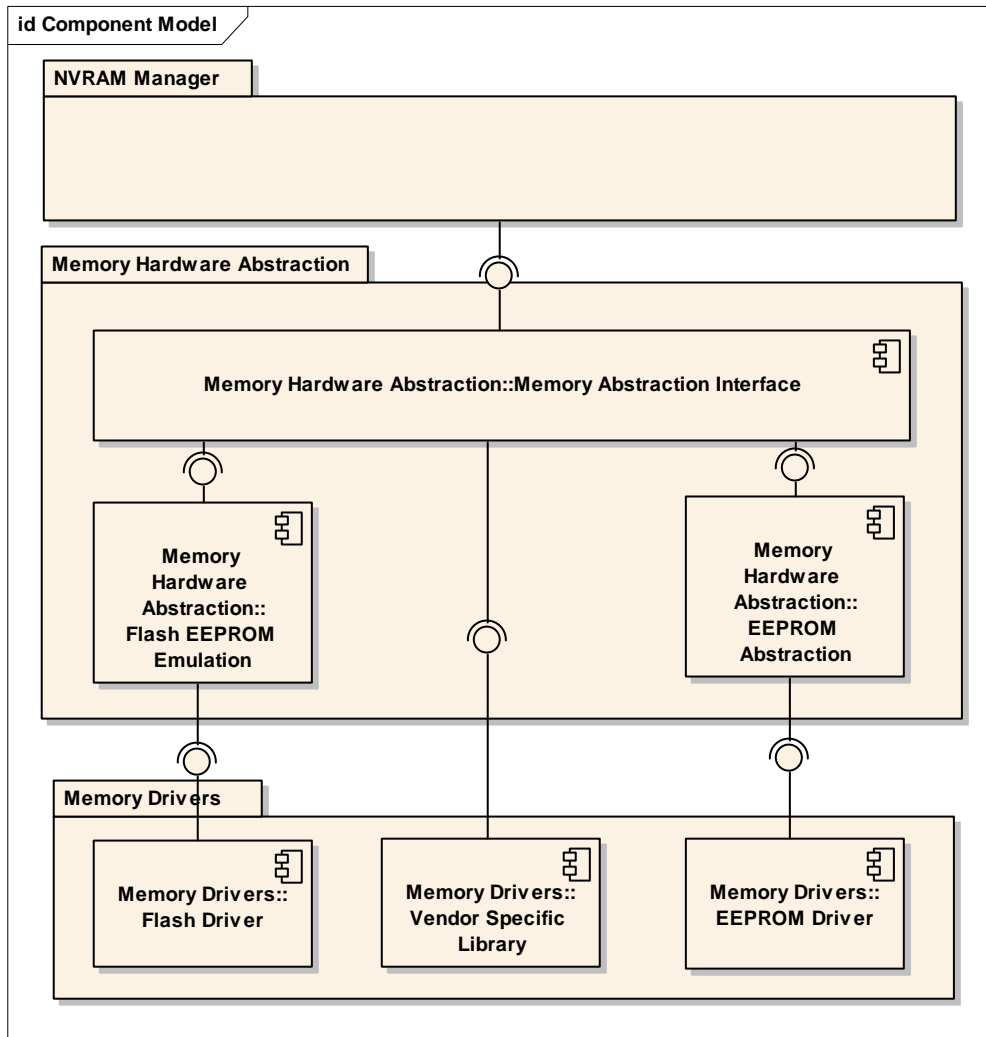 id Component Model
NVRAM Manager
Memory Hardware Abstraction
Memory Hardware Abstraction::Memory Abstraction Interface
Memory
Hardware
Abstraction::
Flash EEPROM
Emulation
Memory
Hardware
Abstraction::
EEPROM
Abstraction
Memory Drivers
Memory Drivers::
Flash Driver
Memory Drivers::
Vendor Specific
Library
Memory Drivers::
EEPROM Driver